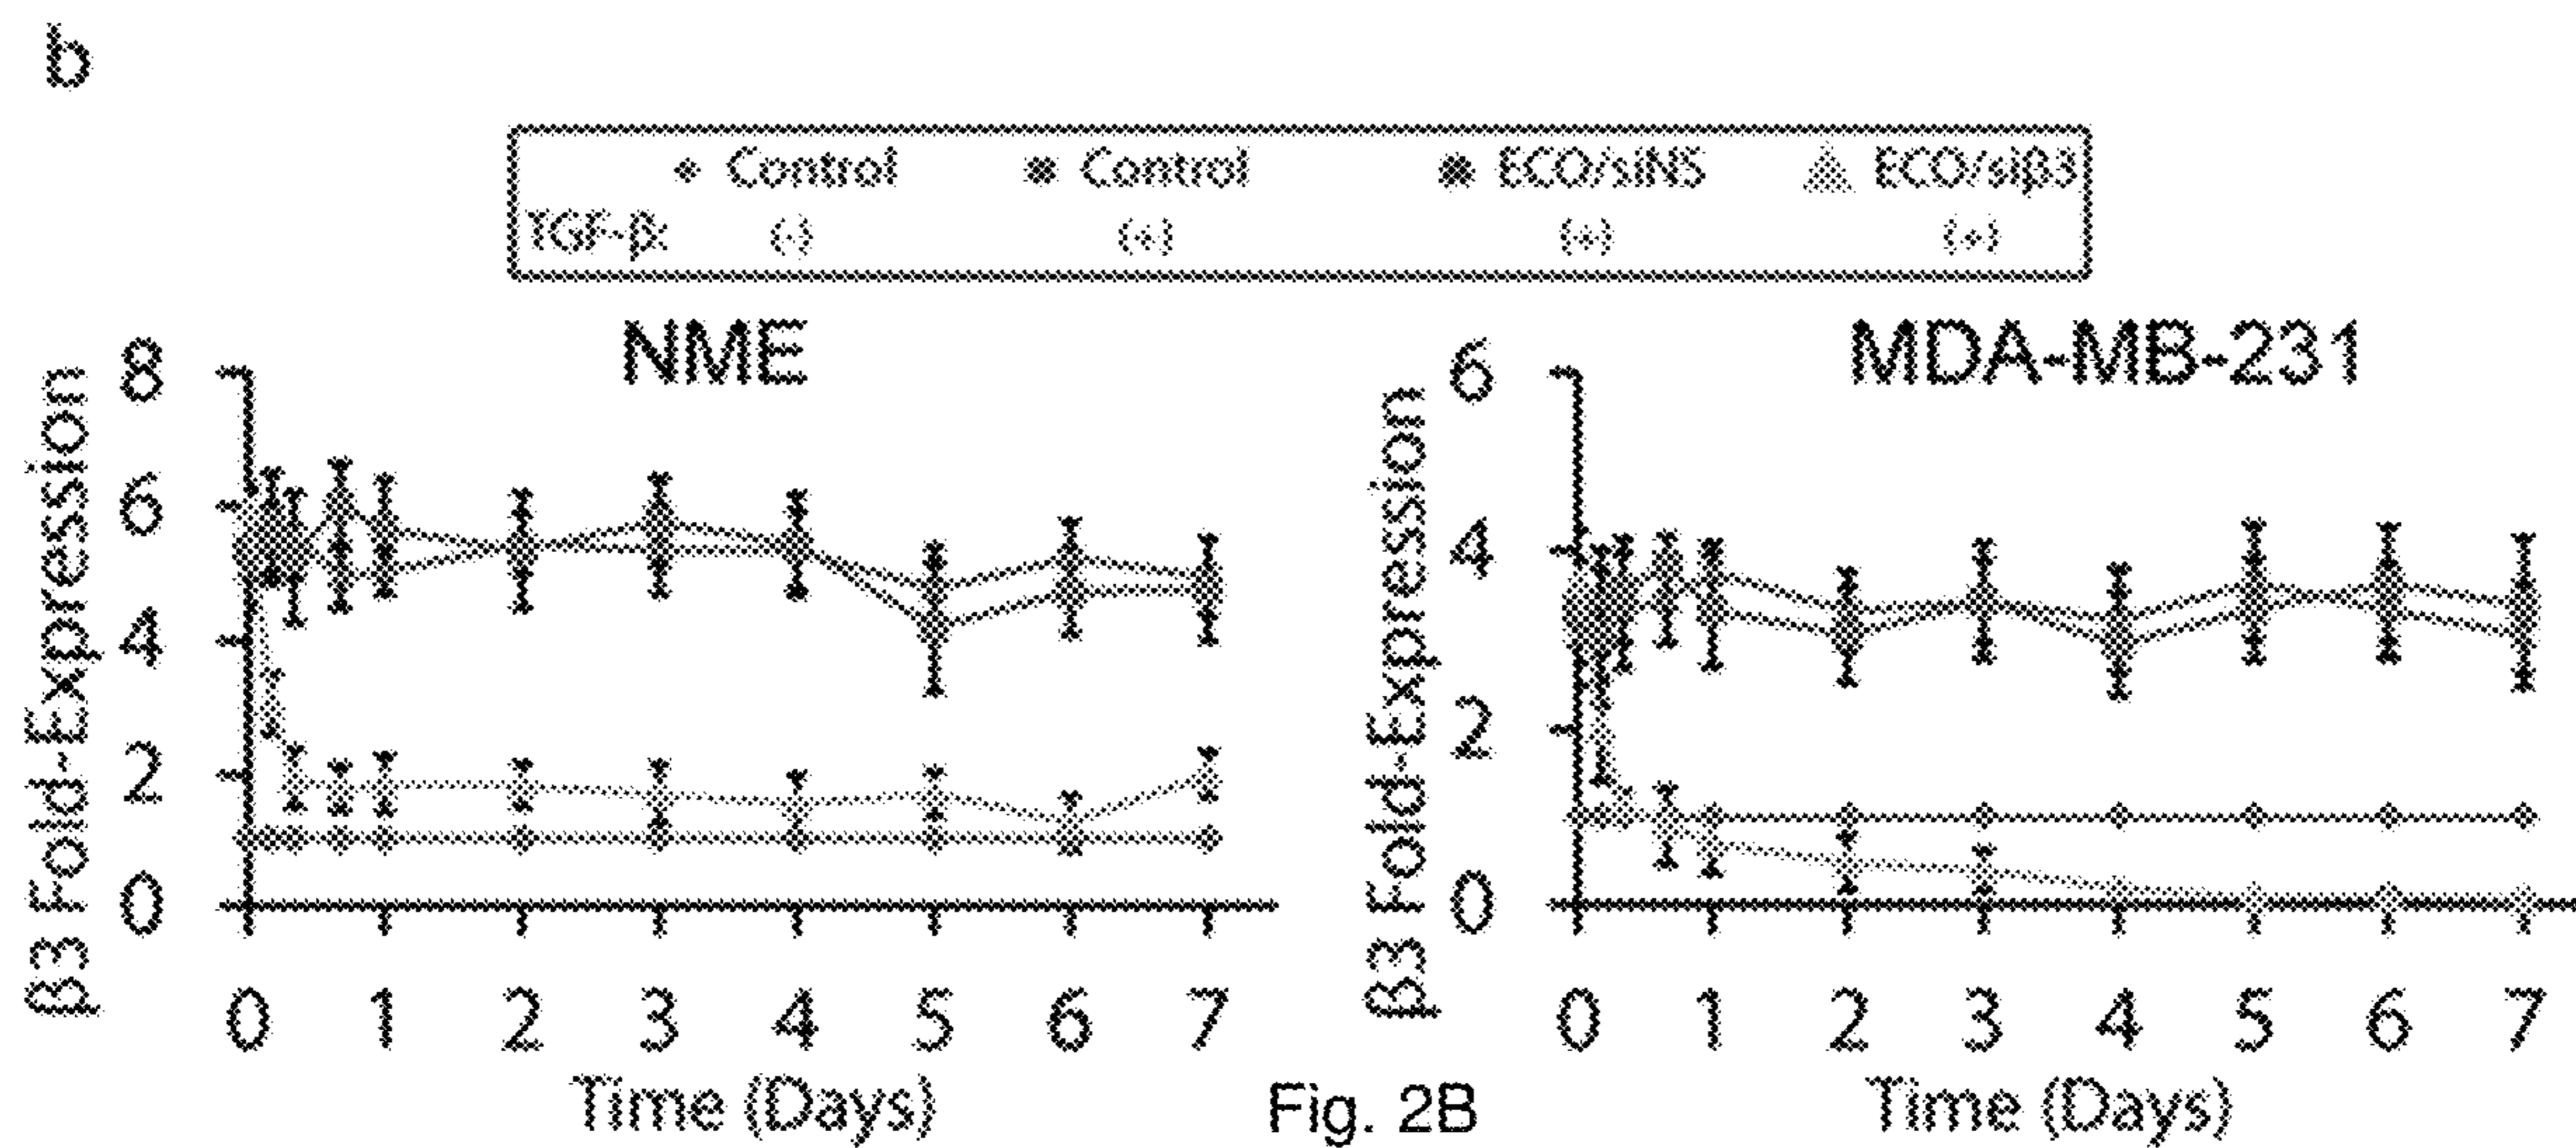 b
Control Control ECO/siNS ECO/siβ3
TGF-β: (-) (+) (+) (+)
NME
MDA-MB-231
β3 Fold-Expression
8
6
4
2
0
0 1 2 3 4 5 6 7
Time (Days)
β3 Fold-Expression
6
4
2
0
0 1 2 3 4 5 6 7
Time (Days)
Fig. 2B